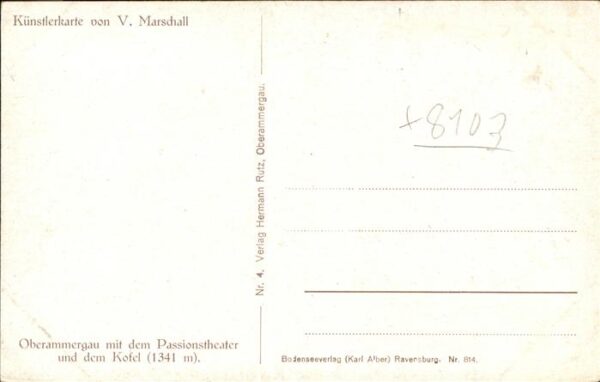 Künstlerkarte von V. Marschall
Oberammergau mit dem Passionstheater
und dem Kofel (1341 m).
Nr. 4. Verlag Hermann Rutz, Oberammergau.
+8103
Bodenseeverlag (Karl Alber) Ravensburg. Nr. 814.